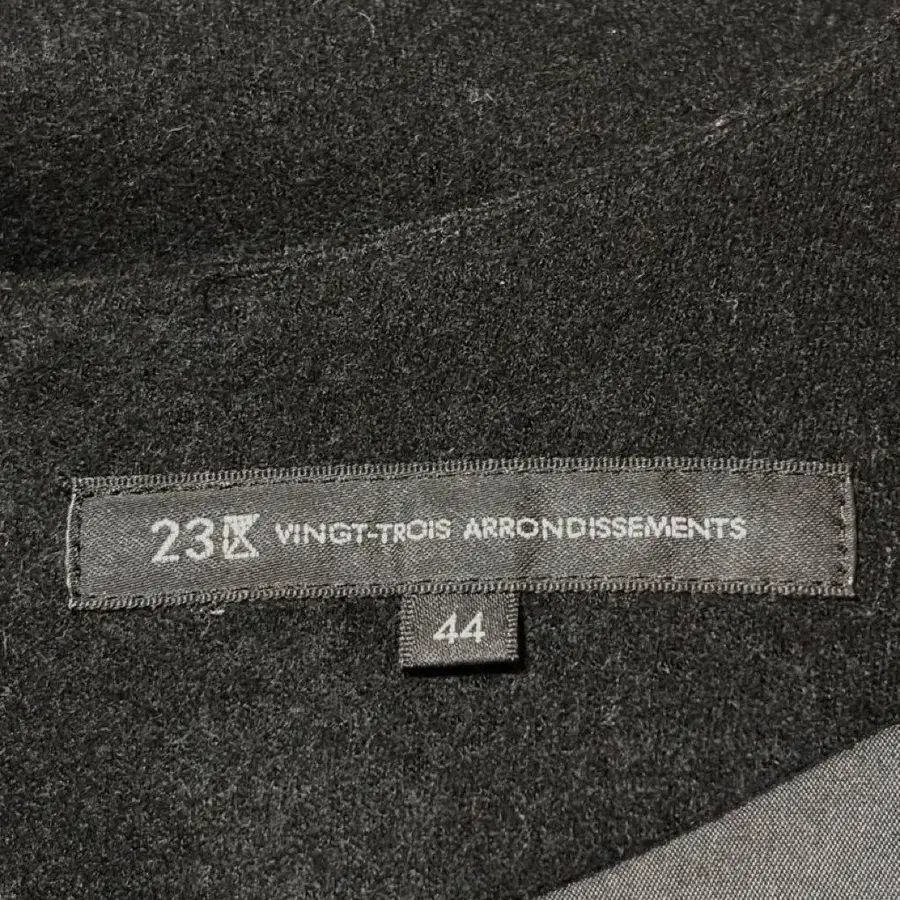 23区 VINGT-TROIS ARRONDISSEMENTS
44